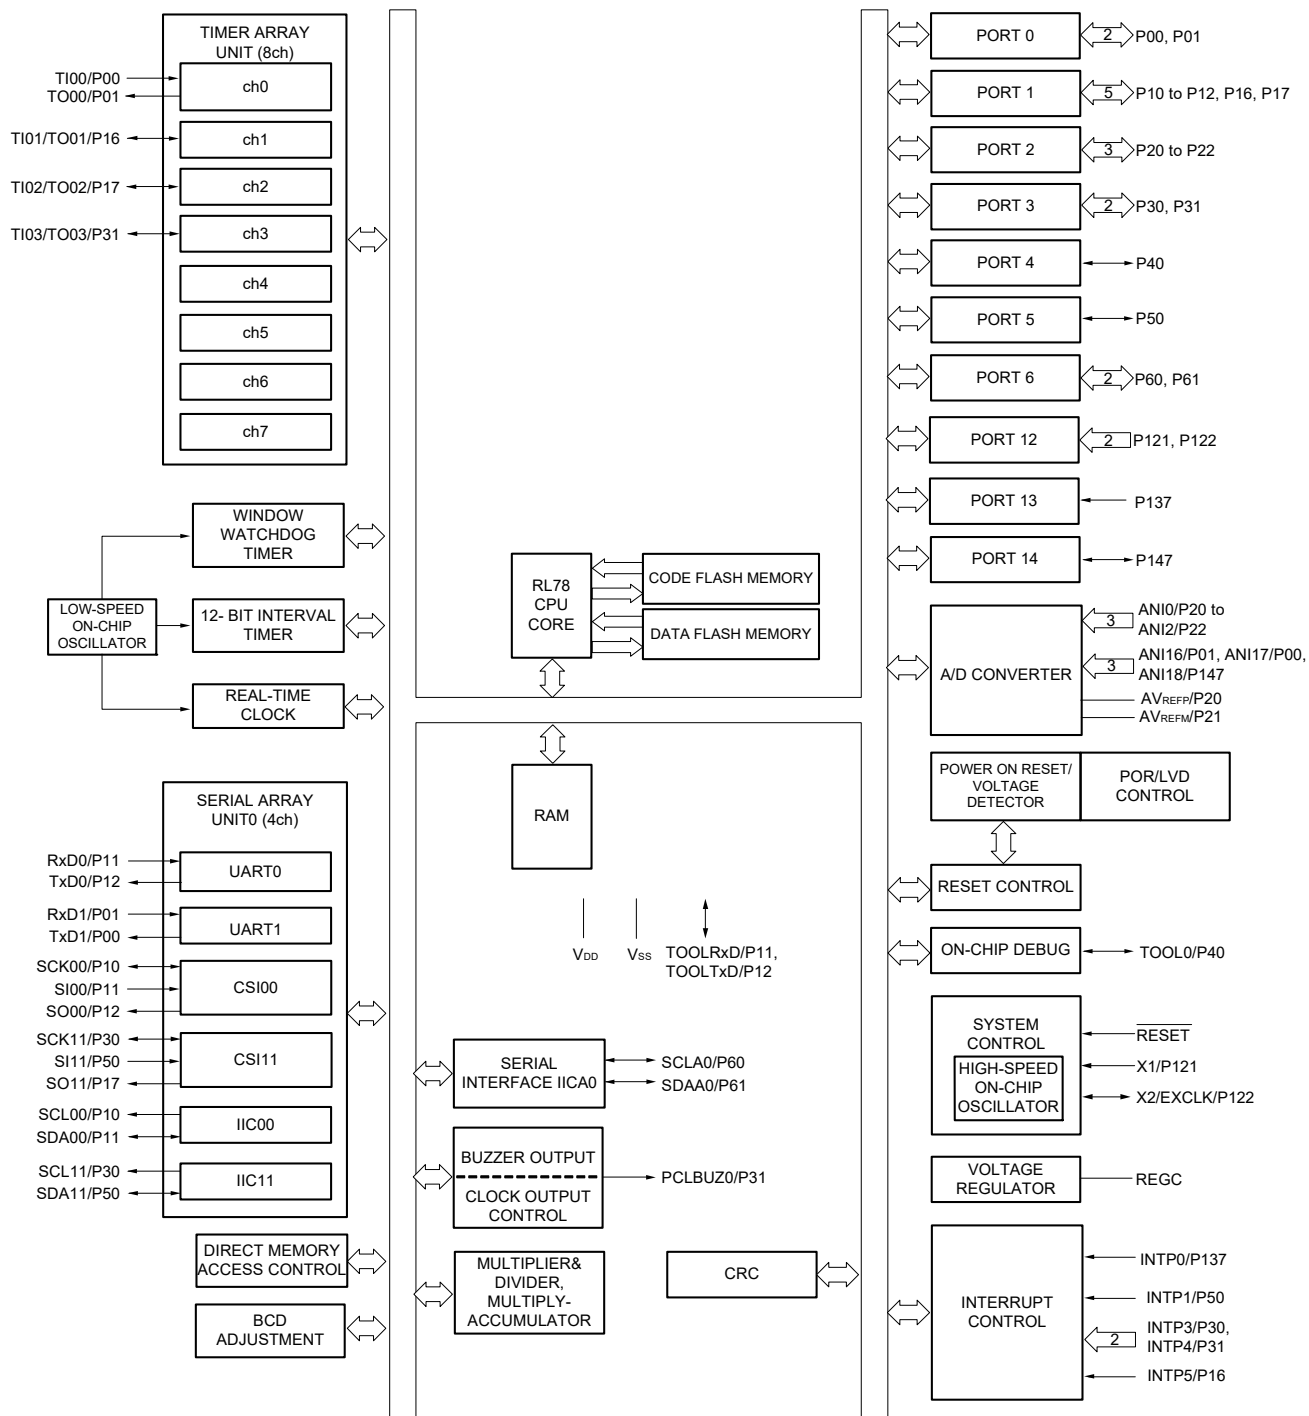 TIMER ARRAY
UNIT (8ch)
TI00/P00
TO00/P01
ch0
TI01/TO01/P16
ch1
TI02/TO02/P17
ch2
TI03/TO03/P31
ch3
ch4
ch5
ch6
ch7
WINDOW
WATCHDOG
TIMER
LOW-SPEED
ON-CHIP
OSCILLATOR
12- BIT INTERVAL
TIMER
REAL-TIME
CLOCK
SERIAL ARRAY
UNIT0 (4ch)
RxD0/P11
TxD0/P12
UART0
RxD1/P01
TxD1/P00
UART1
SCK00/P10
SI00/P11
SO00/P12
CSI00
SCK11/P30
SI11/P50
SO11/P17
CSI11
SCL00/P10
SDA00/P11
IIC00
SCL11/P30
SDA11/P50
IIC11
DIRECT MEMORY
ACCESS CONTROL
BCD
ADJUSTMENT
RL78
CPU
CORE
CODE FLASH MEMORY
DATA FLASH MEMORY
RAM
VDD
VSS
TOOLRxD/P11,
TOOLTxD/P12
SERIAL
INTERFACE IICA0
SCLA0/P60
SDAA0/P61
BUZZER OUTPUT
CLOCK OUTPUT
CONTROL
PCLBUZ0/P31
MULTIPLIER&
DIVIDER,
MULTIPLY-
ACCUMULATOR
CRC
PORT 0
2
P00, P01
PORT 1
5
P10 to P12, P16, P17
PORT 2
3
P20 to P22
PORT 3
2
P30, P31
PORT 4
P40
PORT 5
P50
PORT 6
2
P60, P61
PORT 12
2
P121, P122
PORT 13
P137
PORT 14
P147
A/D CONVERTER
3
ANI0/P20 to
ANI2/P22
3
ANI16/P01, ANI17/P00,
ANI18/P147
AVREFP/P20
AVREFM/P21
POWER ON RESET/
VOLTAGE
DETECTOR
POR/LVD
CONTROL
RESET CONTROL
ON-CHIP DEBUG
TOOL0/P40
SYSTEM
CONTROL
HIGH-SPEED
ON-CHIP
OSCILLATOR
RESET
X1/P121
X2/EXCLK/P122
VOLTAGE
REGULATOR
REGC
INTERRUPT
CONTROL
INTP0/P137
INTP1/P50
2
INTP3/P30,
INTP4/P31
INTP5/P16